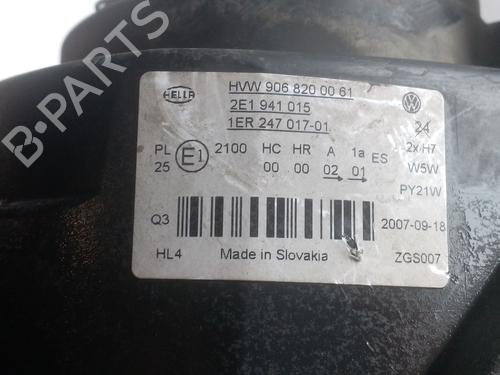 HELLA
HVW 906 820 00 61
2E1 941 015
1ER 247 017-01
24
PL E1 2100 HC HR A 1a ES 2x H7
25 00 00 02 01 W5W
PY21W
Q3 2007-09-18
HL4 Made in Slovakia ZGS007
B-PARTS